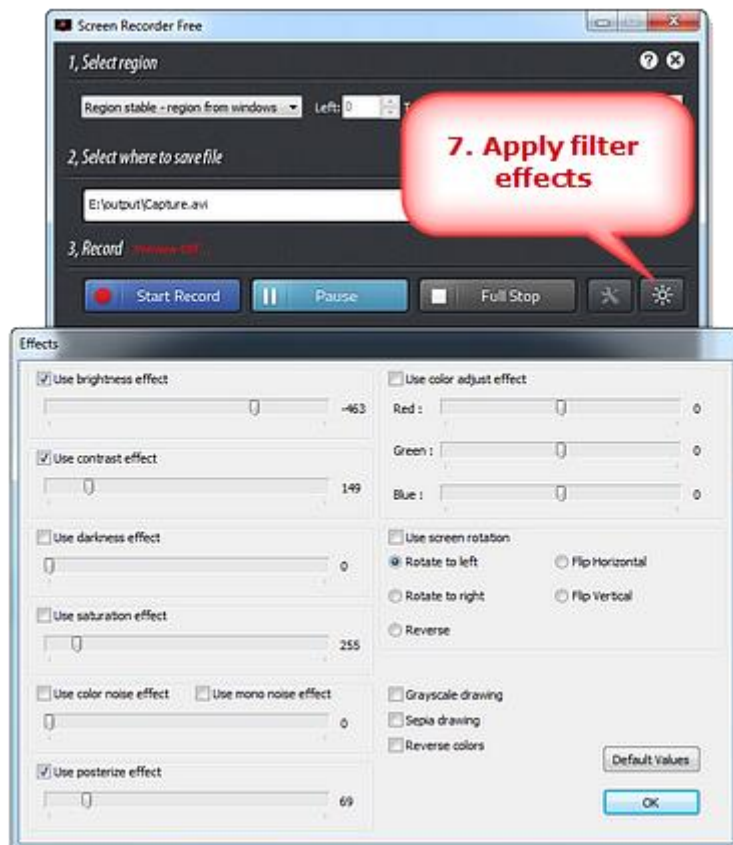 Screen Recorder Free
1, Select region
Region stable - region from windows
Left: 0
7. Apply filter
effects
2, Select where to save file
E:\output\Capture.avi
3, Record
Start Record
Pause
Full Stop
Effects
Use brightness effect
-463
Use contrast effect
149
Use darkness effect
0
Use saturation effect
255
Use color noise effect
Use mono noise effect
0
Use posterize effect
69
Use color adjust effect
Red :
0
Green :
0
Blue :
0
Use screen rotation
Rotate to left
Flip Horizontal
Rotate to right
Flip Vertical
Reverse
Grayscale drawing
Sepia drawing
Reverse colors
Default Values
OK